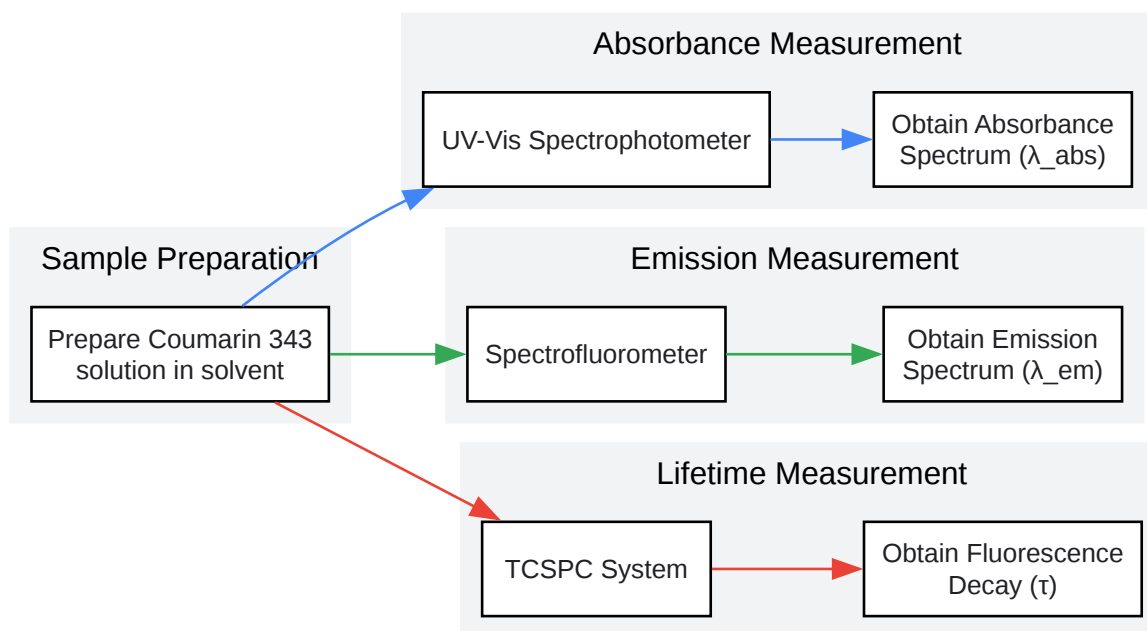 Absorbance Measurement
UV-Vis Spectrophotometer
Obtain Absorbance
Spectrum (λ_abs)
Sample Preparation
Prepare Coumarin 343
solution in solvent
Emission Measurement
Spectrofluorometer
Obtain Emission
Spectrum (λ_em)
Lifetime Measurement
TCSPC System
Obtain Fluorescence
Decay (τ)